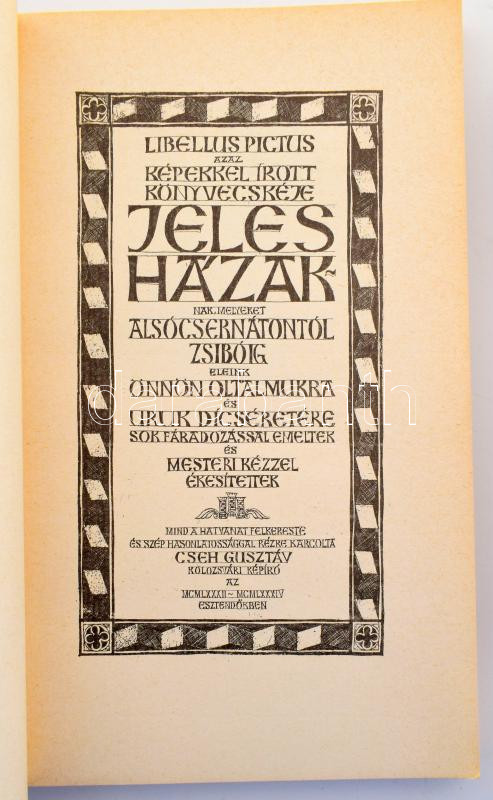 LIBELLUS PICTUS
AZAZ
KÉPEKKEL ÍROTT
KÖNYVECSKÉJE
JELES
HÁZAK-
NAK, MELYEKET
ALSÓCSERNÁTONTÓL
ZSIBÓIG
ELEINK
ÖNNÖN OLTALMUKRA
ÉS
URUK DICSÉRETÉRE
SOK FÁRADOZÁSSAL EMELTEK
ÉS
MESTERI KÉZZEL
ÉKESÍTETTEK
MIND A HATVANAT FELKERESTE
ÉS SZÉP HASONLATOSSÁGGAL RÉZRE KARCOLTA
CSEH GUSZTÁV
KOLOZSVÁRI KÉPÍRÓ
AZ
MCMLXXXII ~ MCMLXXXIV
ESZTENDŐKBEN
darabanth